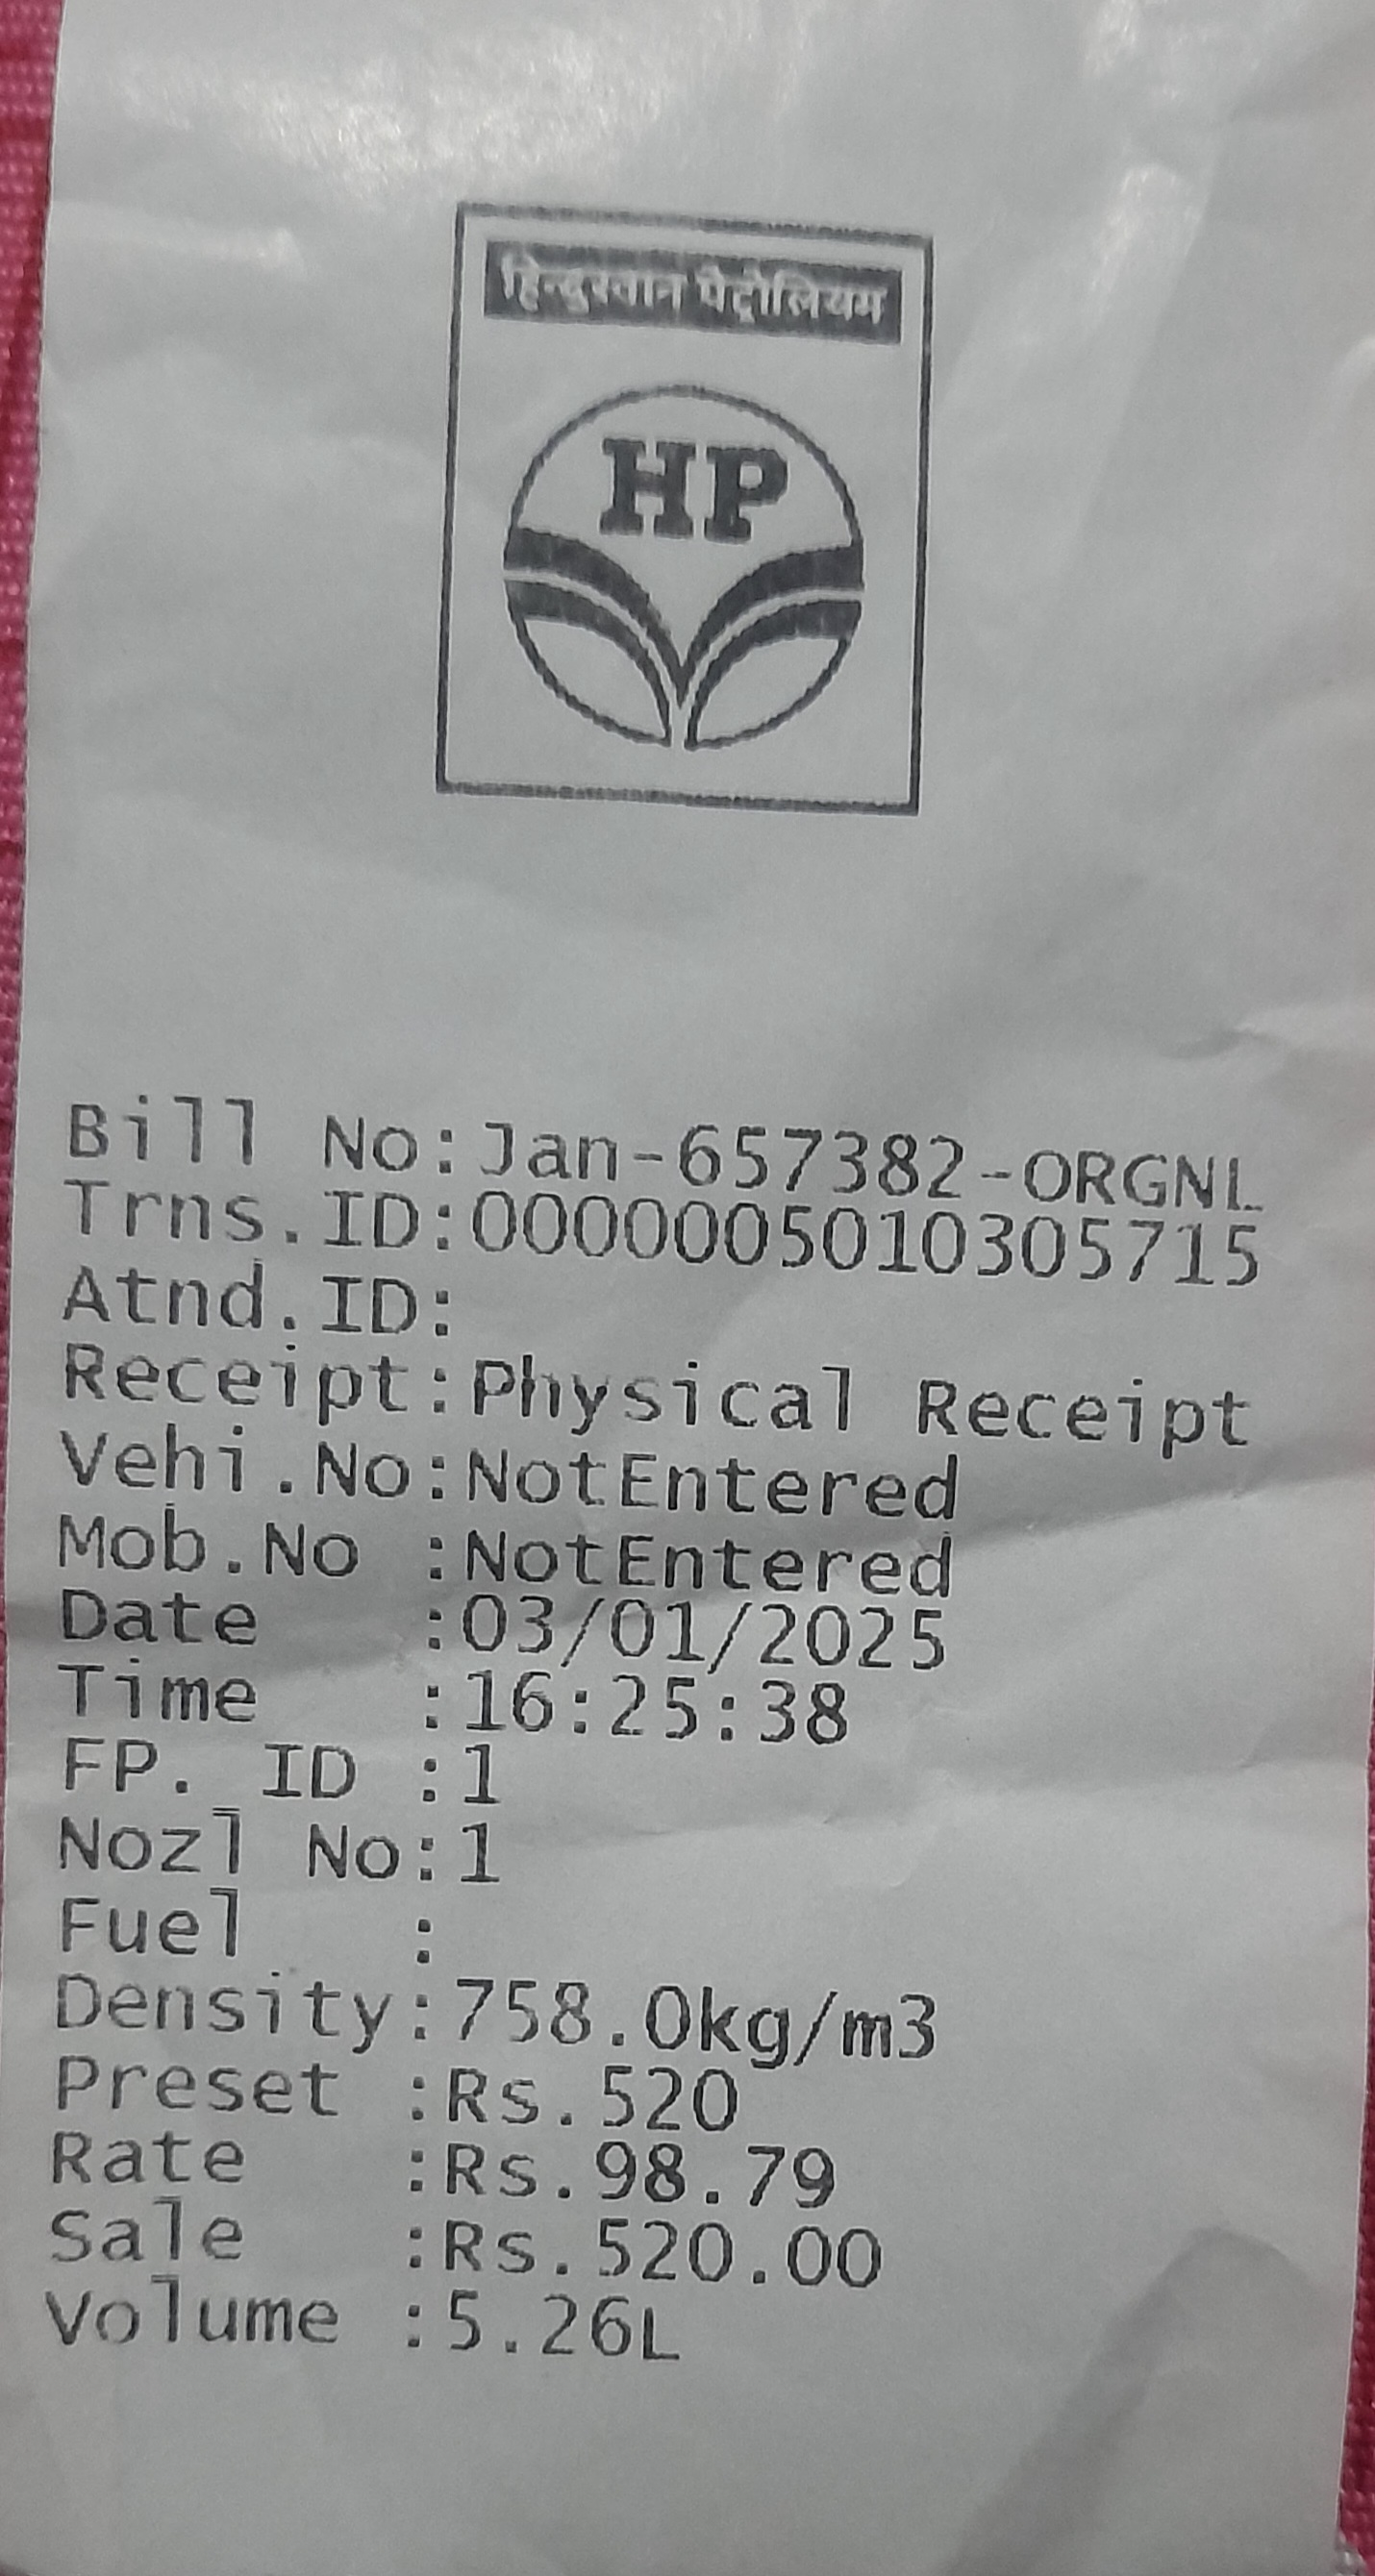 हिन्दुस्तान पेट्रोलियम
HP
Bill No:Jan-657382-ORGNL
Trns.ID:0000005010305715
Atnd.ID:
Receipt:Physical Receipt
Vehi.No:NotEntered
Mob.No :NotEntered
Date   :03/01/2025
Time   :16:25:38
FP. ID :1
Nozl No:1
Fuel   :
Density:758.0kg/m3
Preset :Rs.520
Rate   :Rs.98.79
Sale   :Rs.520.00
Volume :5.26L